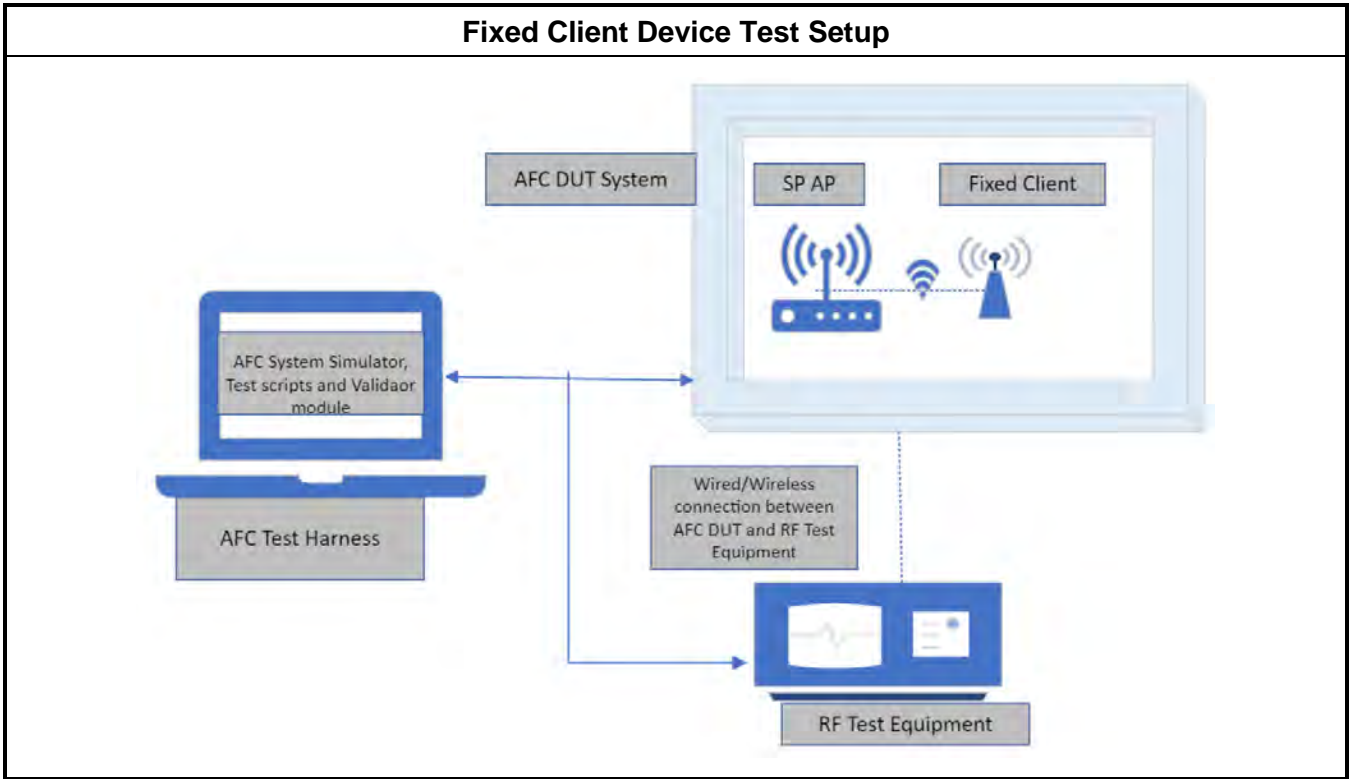 Fixed Client Device Test Setup
AFC DUT System
SP AP
Fixed Client
AFC System Simulator,
Test scripts and Validaor
module
AFC Test Harness
Wired/Wireless
connection between
AFC DUT and RF Test
Equipment
RF Test Equipment